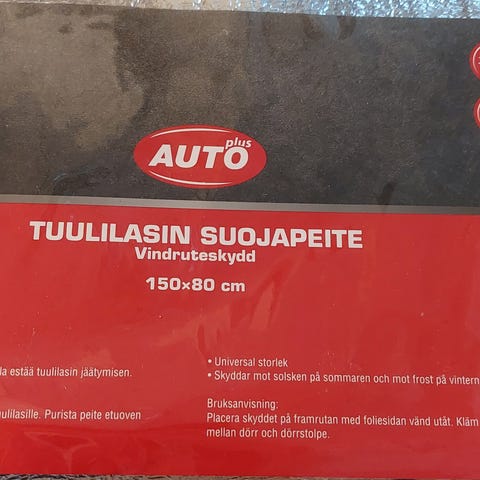 AUTO plus
TUULILASIN SUOJAPEITE
Vindruteskydd
150×80 cm
estää tuulilasin jäätymisen.
Purista peite etuoven
• Universal storlek
• Skyddar mot solsken på sommaren och mot frost på vintern
Bruksanvisning:
Placera skyddet på framrutan med foliesidan vänd utåt. Kläm
mellan dörr och dörrstolpe.